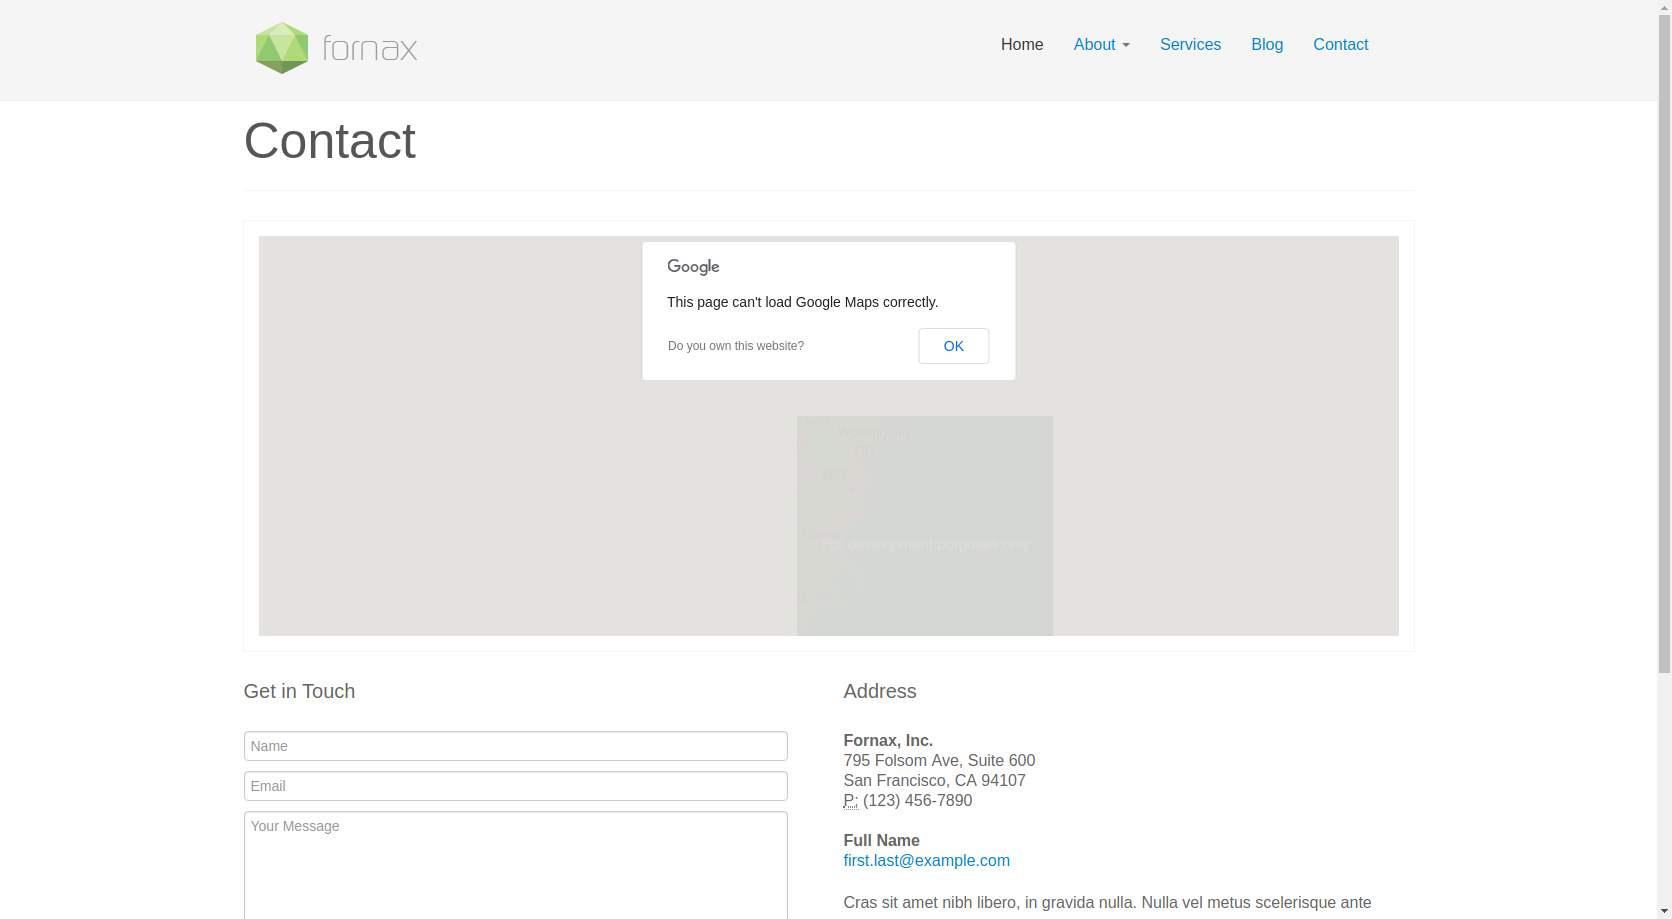 fornax
Home
About
Services
Blog
Contact
Contact
Google
This page can't load Google Maps correctly.
Do you own this website?
OK
Wollongong
For development purposes only
Get in Touch
Name
Email
Your Message
Address
Fornax, Inc.
795 Folsom Ave, Suite 600
San Francisco, CA 94107
P: (123) 456-7890
Full Name
first.last@example.com
Cras sit amet nibh libero, in gravida nulla. Nulla vel metus scelerisque ante